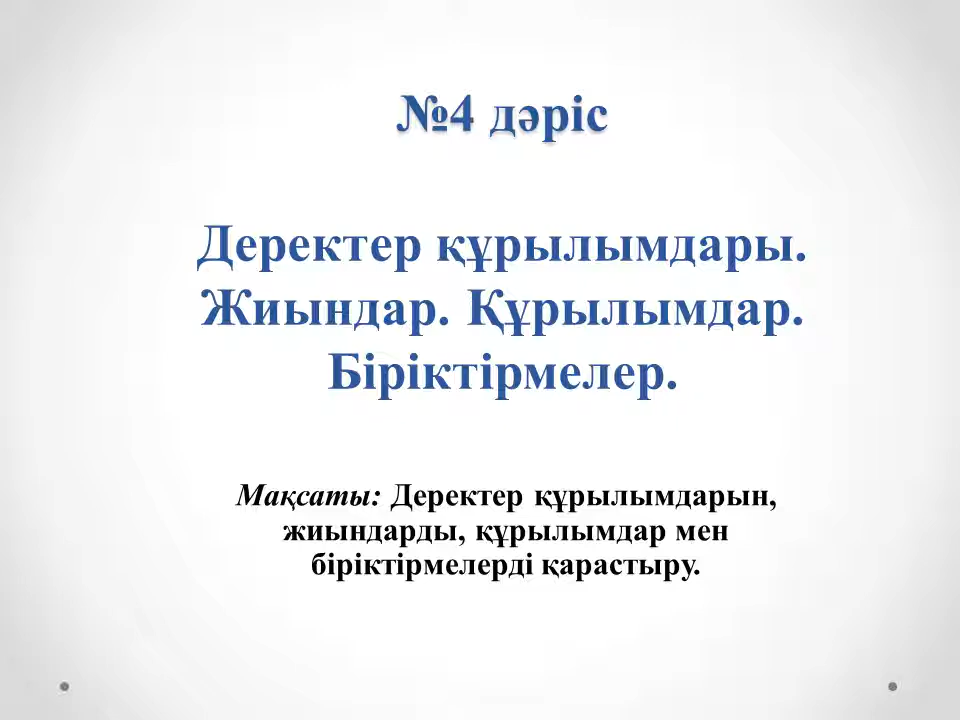 №4 дәріс
Деректер құрылымдары.
Жиындар. Құрылымдар.
Біріктірмелер.
Мақсаты: Деректер құрылымдарын,
жиындарды, құрылымдар мен
біріктірмелерді қарастыру.